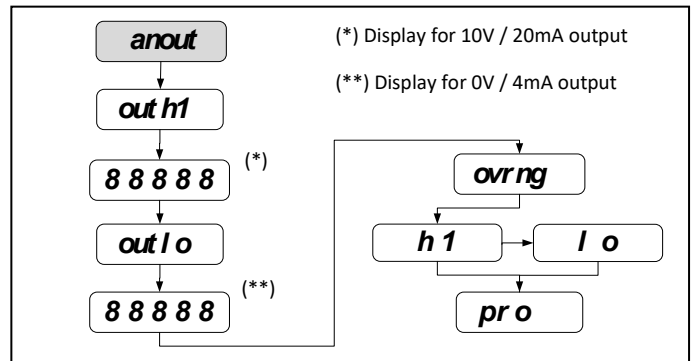 anout
(*) Display for 10V / 20mA output
out h1
(**) Display for 0V / 4mA output
8 8 8 8 8
(*)
out l o
8 8 8 8 8
(**)
ovr ng
h 1
l o
pr o